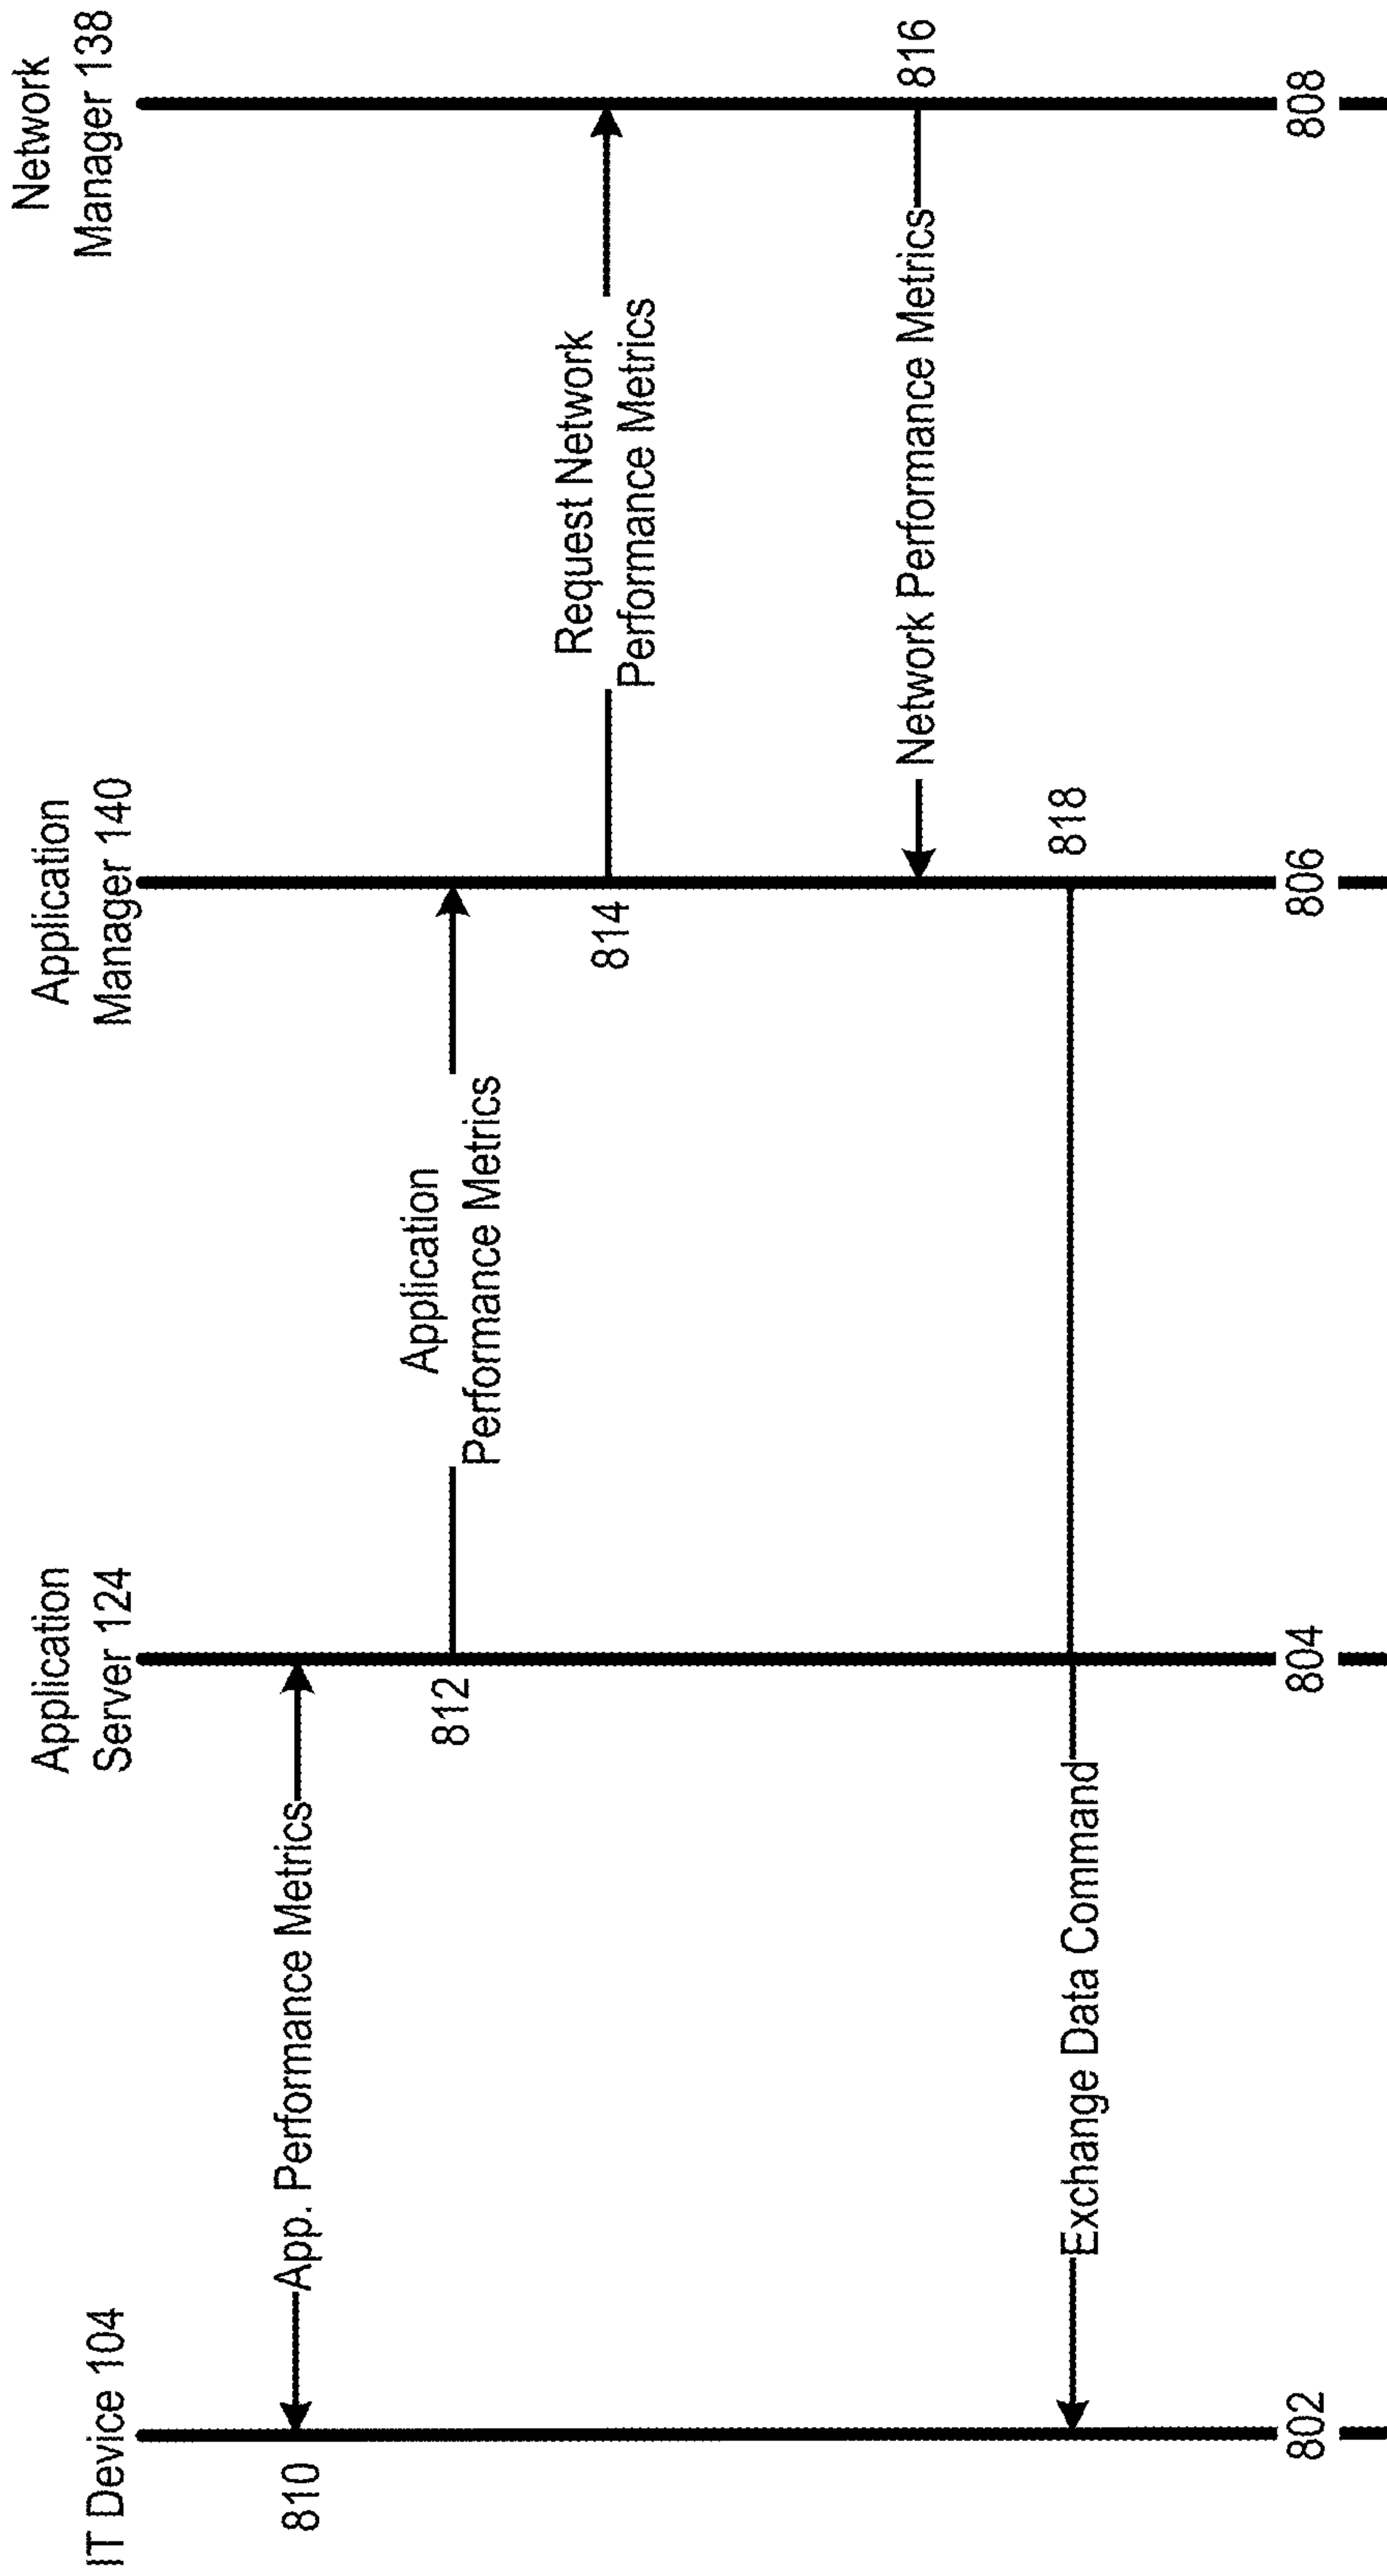 IT Device 104
Application
Server 124
Application
Manager 140
Network
Manager 138
810
App. Performance Metrics
812
Application
Performance Metrics
814
Request Network
Performance Metrics
816
Network Performance Metrics
818
Exchange Data Command
802
804
806
808